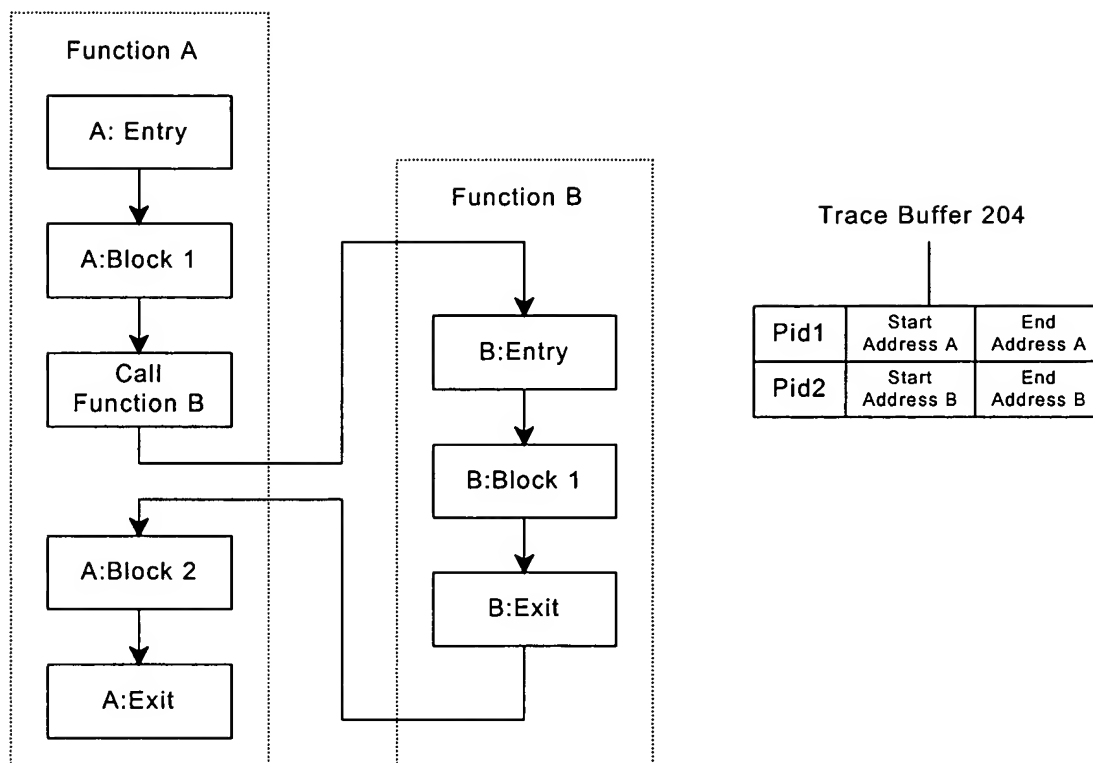 Function A
A: Entry
A:Block 1
Call
Function B
A:Block 2
A:Exit
Function B
B:Entry
B:Block 1
B:Exit
Trace Buffer 204
Pid1
Start
Address A
End
Address A
Pid2
Start
Address B
End
Address B